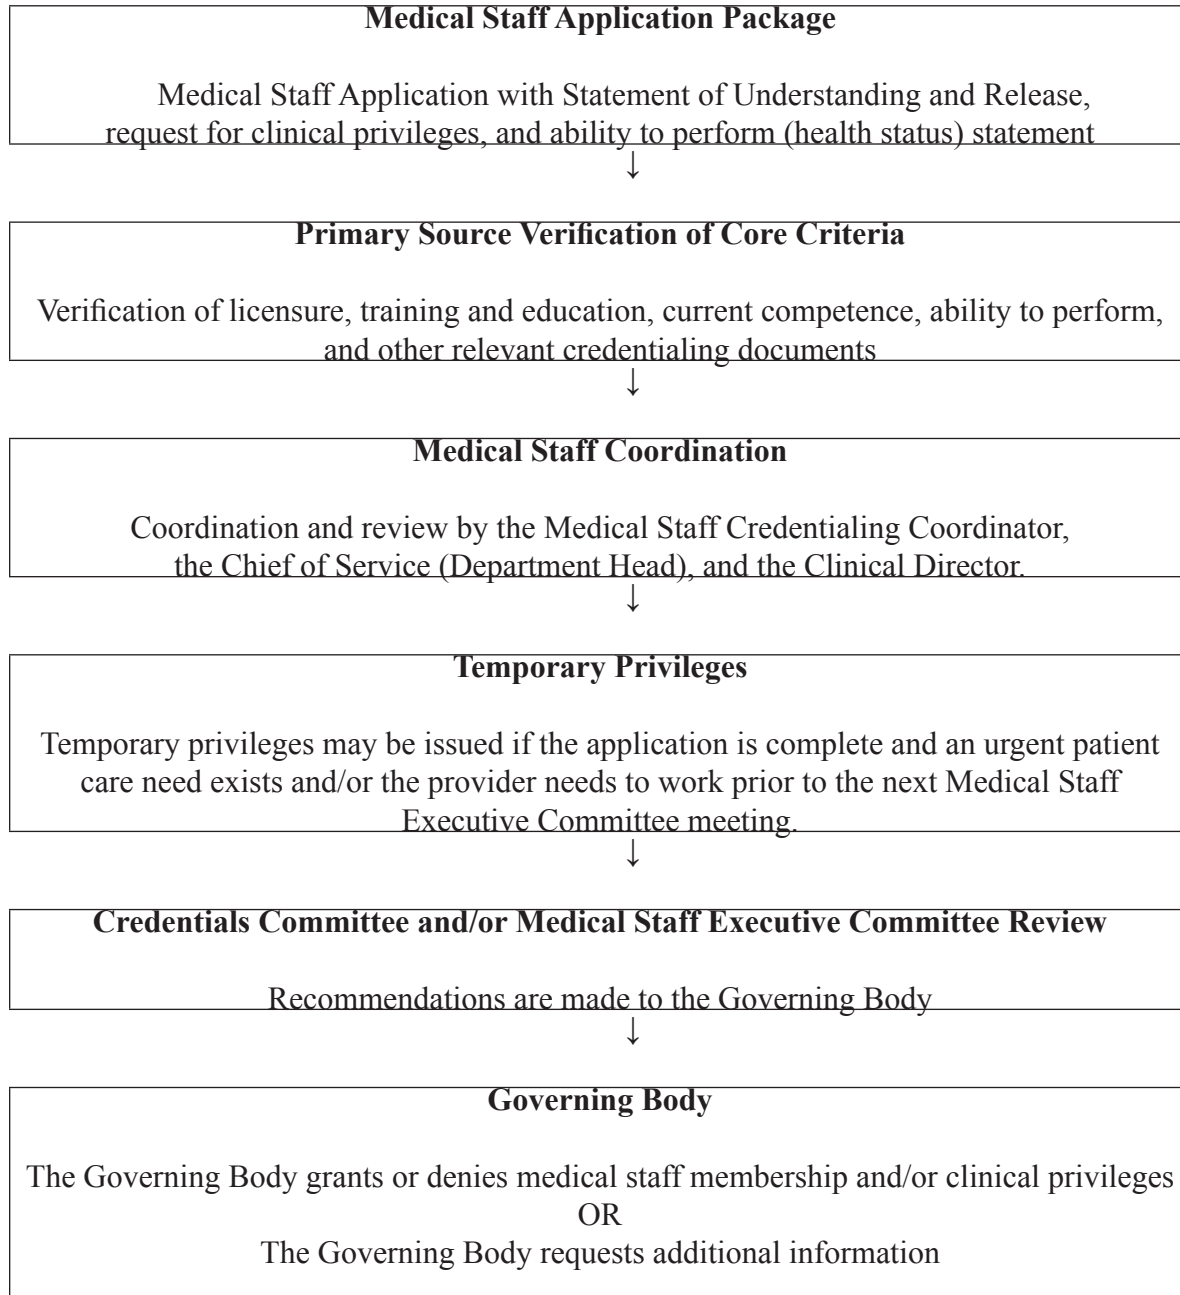 Medical Staff Application Package
Medical Staff Application with Statement of Understanding and Release,
request for clinical privileges, and ability to perform (health status) statement
↓
Primary Source Verification of Core Criteria
Verification of licensure, training and education, current competence, ability to perform,
and other relevant credentialing documents
↓
Medical Staff Coordination
Coordination and review by the Medical Staff Credentialing Coordinator,
the Chief of Service (Department Head), and the Clinical Director.
↓
Temporary Privileges
Temporary privileges may be issued if the application is complete and an urgent patient
care need exists and/or the provider needs to work prior to the next Medical Staff
Executive Committee meeting.
↓
Credentials Committee and/or Medical Staff Executive Committee Review
Recommendations are made to the Governing Body
↓
Governing Body
The Governing Body grants or denies medical staff membership and/or clinical privileges
OR
The Governing Body requests additional information